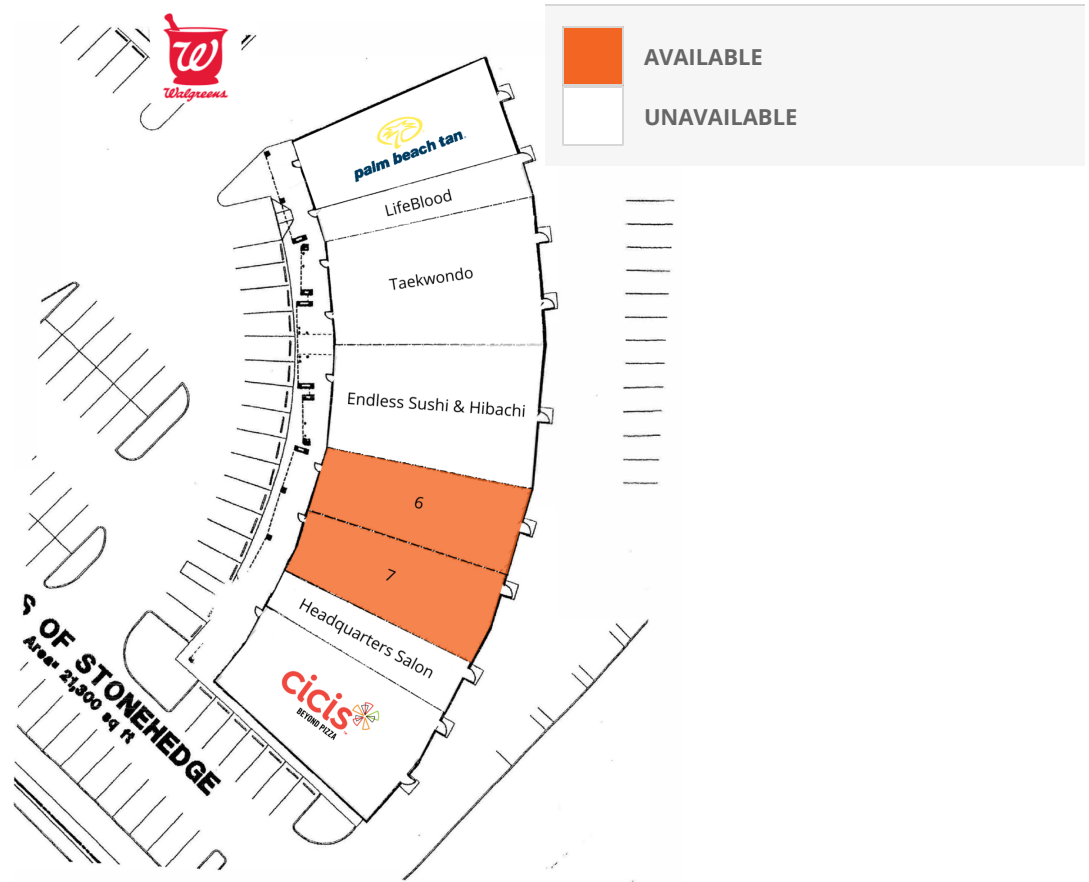 W
Walgreens
AVAILABLE
UNAVAILABLE
palm beach tan
LifeBlood
Taekwondo
Endless Sushi & Hibachi
6
7
Headquarters Salon
cicis
BEYOND PIZZA
S OF STONEHEDGE
Area= 21,300 sq ft